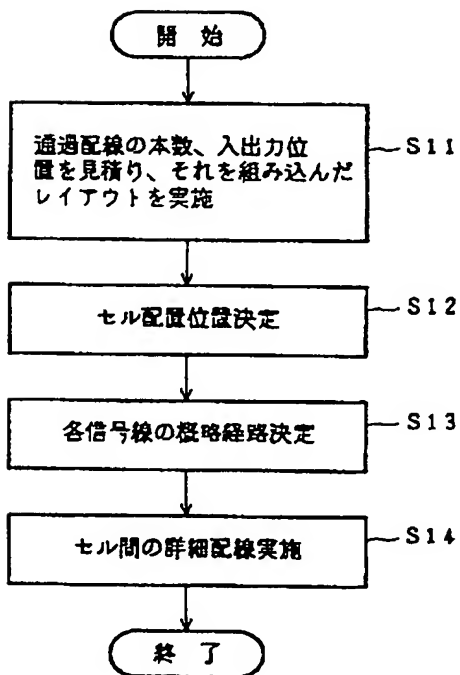 開 始
通過配線の本数、入出力位
置を見積り、それを組み込んだ
レイアウトを実施
S11
セル配置位置決定
S12
各信号線の概略経路決定
S13
セル間の詳細配線実施
S14
終 了